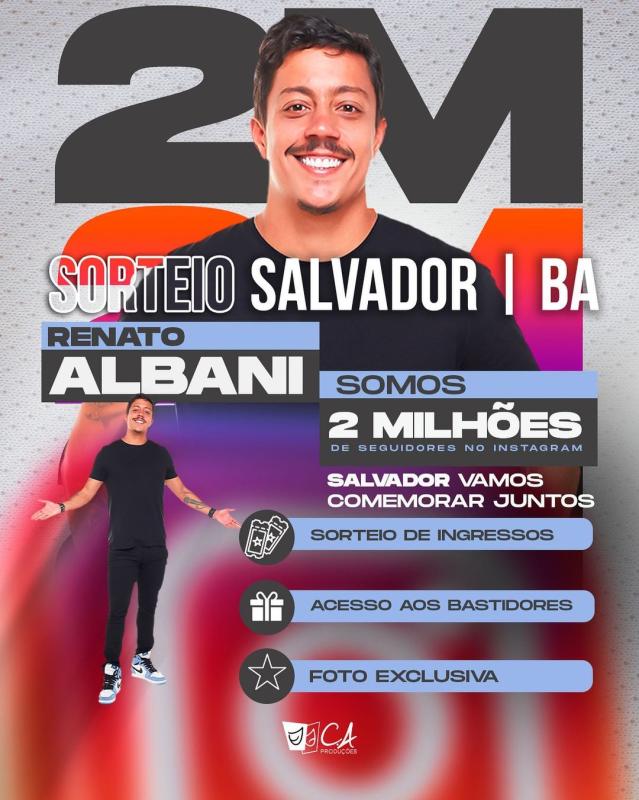 2M
SORTEIO SALVADOR | BA
RENATO
ALBANI
SOMOS
2 MILHÕES
DE SEGUIDORES NO INSTAGRAM
SALVADOR VAMOS
COMEMORAR JUNTOS
SORTEIO DE INGRESSOS
ACESSO AOS BASTIDORES
FOTO EXCLUSIVA
CA
PRODUÇÕES